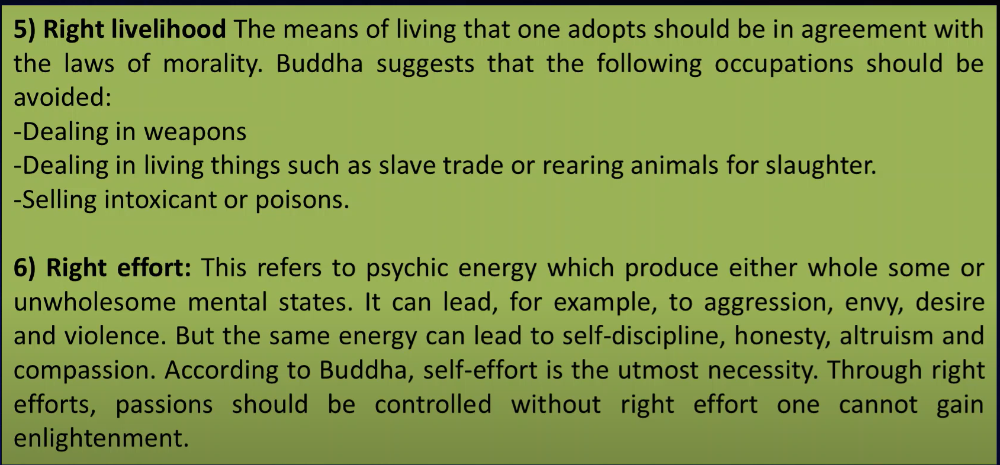 5) Right livelihood The means of living that one adopts should be in agreement with
the laws of morality. Buddha suggests that the following occupations should be
avoided:
-Dealing in weapons
-Dealing in living things such as slave trade or rearing animals for slaughter.
-Selling intoxicant or poisons.
6) Right effort: This refers to psychic energy which produce either whole some or
unwholesome mental states. It can lead, for example, to aggression, envy, desire
and violence. But the same energy can lead to self-discipline, honesty, altruism and
compassion. According to Buddha, self-effort is the utmost necessity. Through right
efforts, passions should be controlled without right effort one cannot gain
enlightenment.